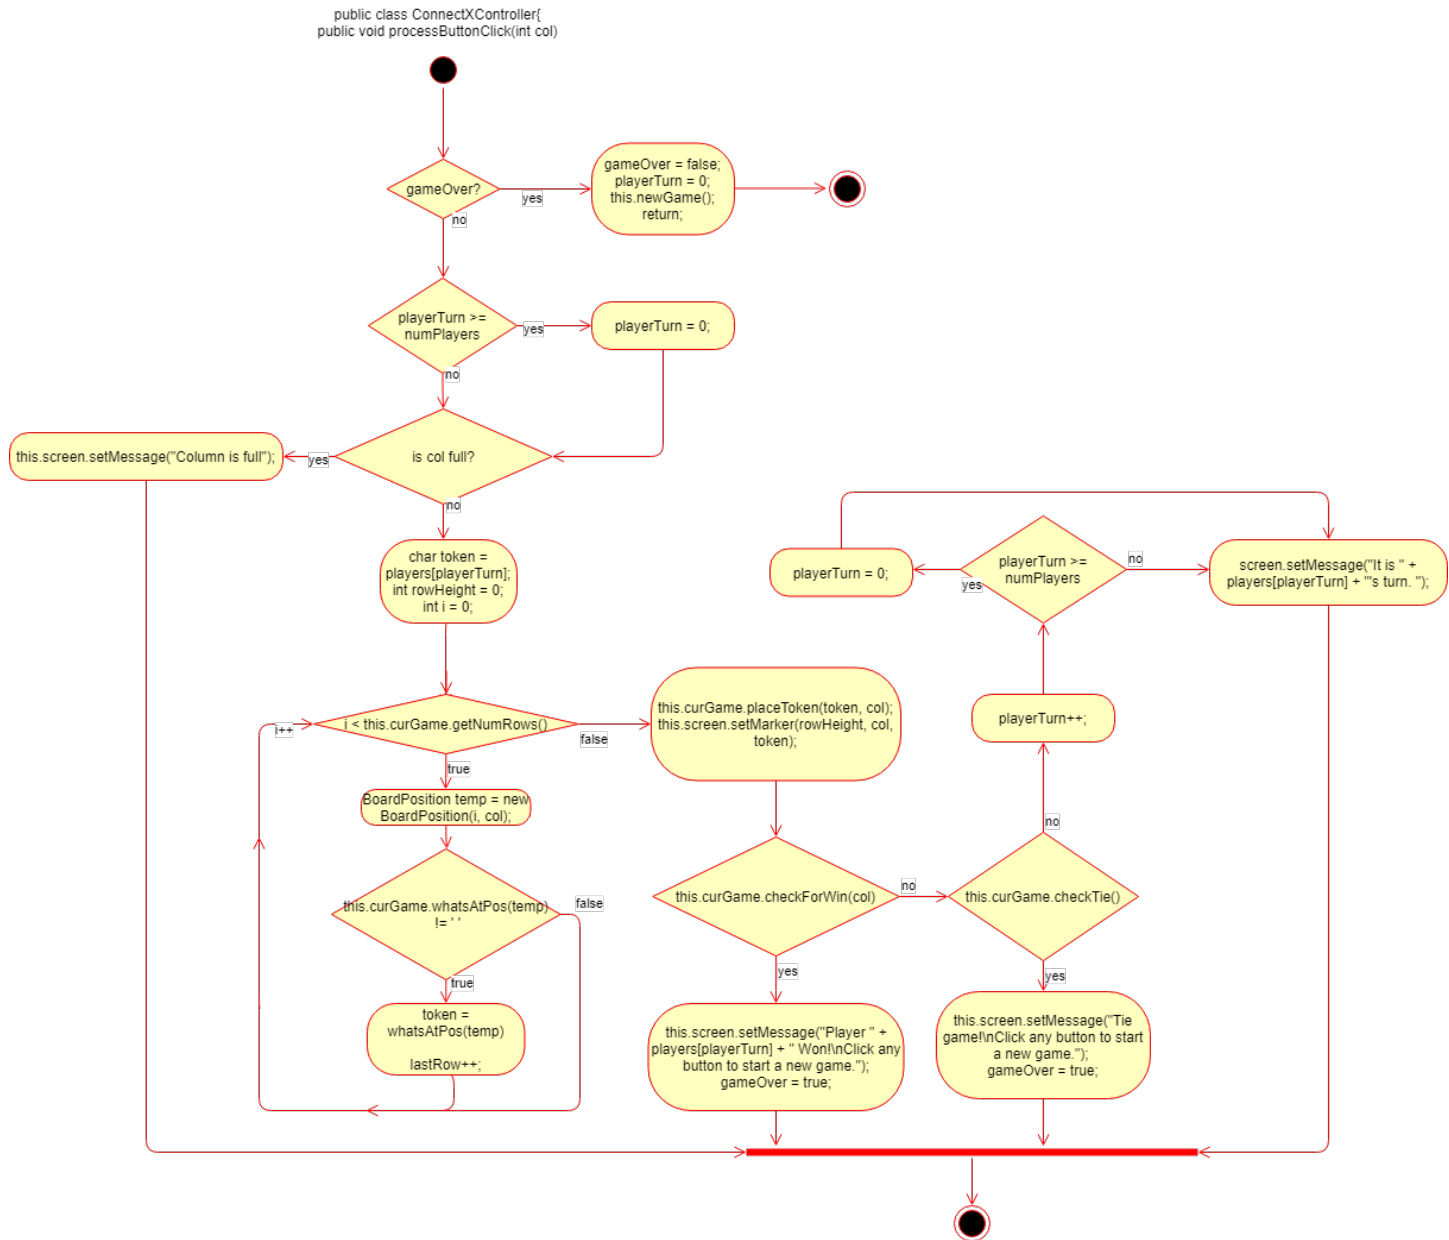 public class ConnectXController{
public void processButtonClick(int col)
gameOver?
yes
no
gameOver = false;
playerTurn = 0;
this.newGame();
return;
playerTurn >=
numPlayers
yes
no
playerTurn = 0;
is col full?
yes
no
this.screen.setMessage("Column is full");
char token =
players[playerTurn];
int rowHeight = 0;
int i = 0;
i++
i < this.curGame.getNumRows()
false
true
BoardPosition temp = new
BoardPosition(i, col);
this.curGame.whatsAtPos(temp)
!= ' '
false
true
token =
whatsAtPos(temp)
lastRow++;
this.curGame.placeToken(token, col);
this.screen.setMarker(rowHeight, col,
token);
this.curGame.checkForWin(col)
no
yes
this.screen.setMessage("Player " +
players[playerTurn] + " Won!\nClick any
button to start a new game.");
gameOver = true;
this.curGame.checkTie()
no
yes
this.screen.setMessage("Tie
game!\nClick any button to start
a new game.");
gameOver = true;
playerTurn++;
playerTurn >=
numPlayers
yes
no
playerTurn = 0;
screen.setMessage("It is " +
players[playerTurn] + "'s turn. ");